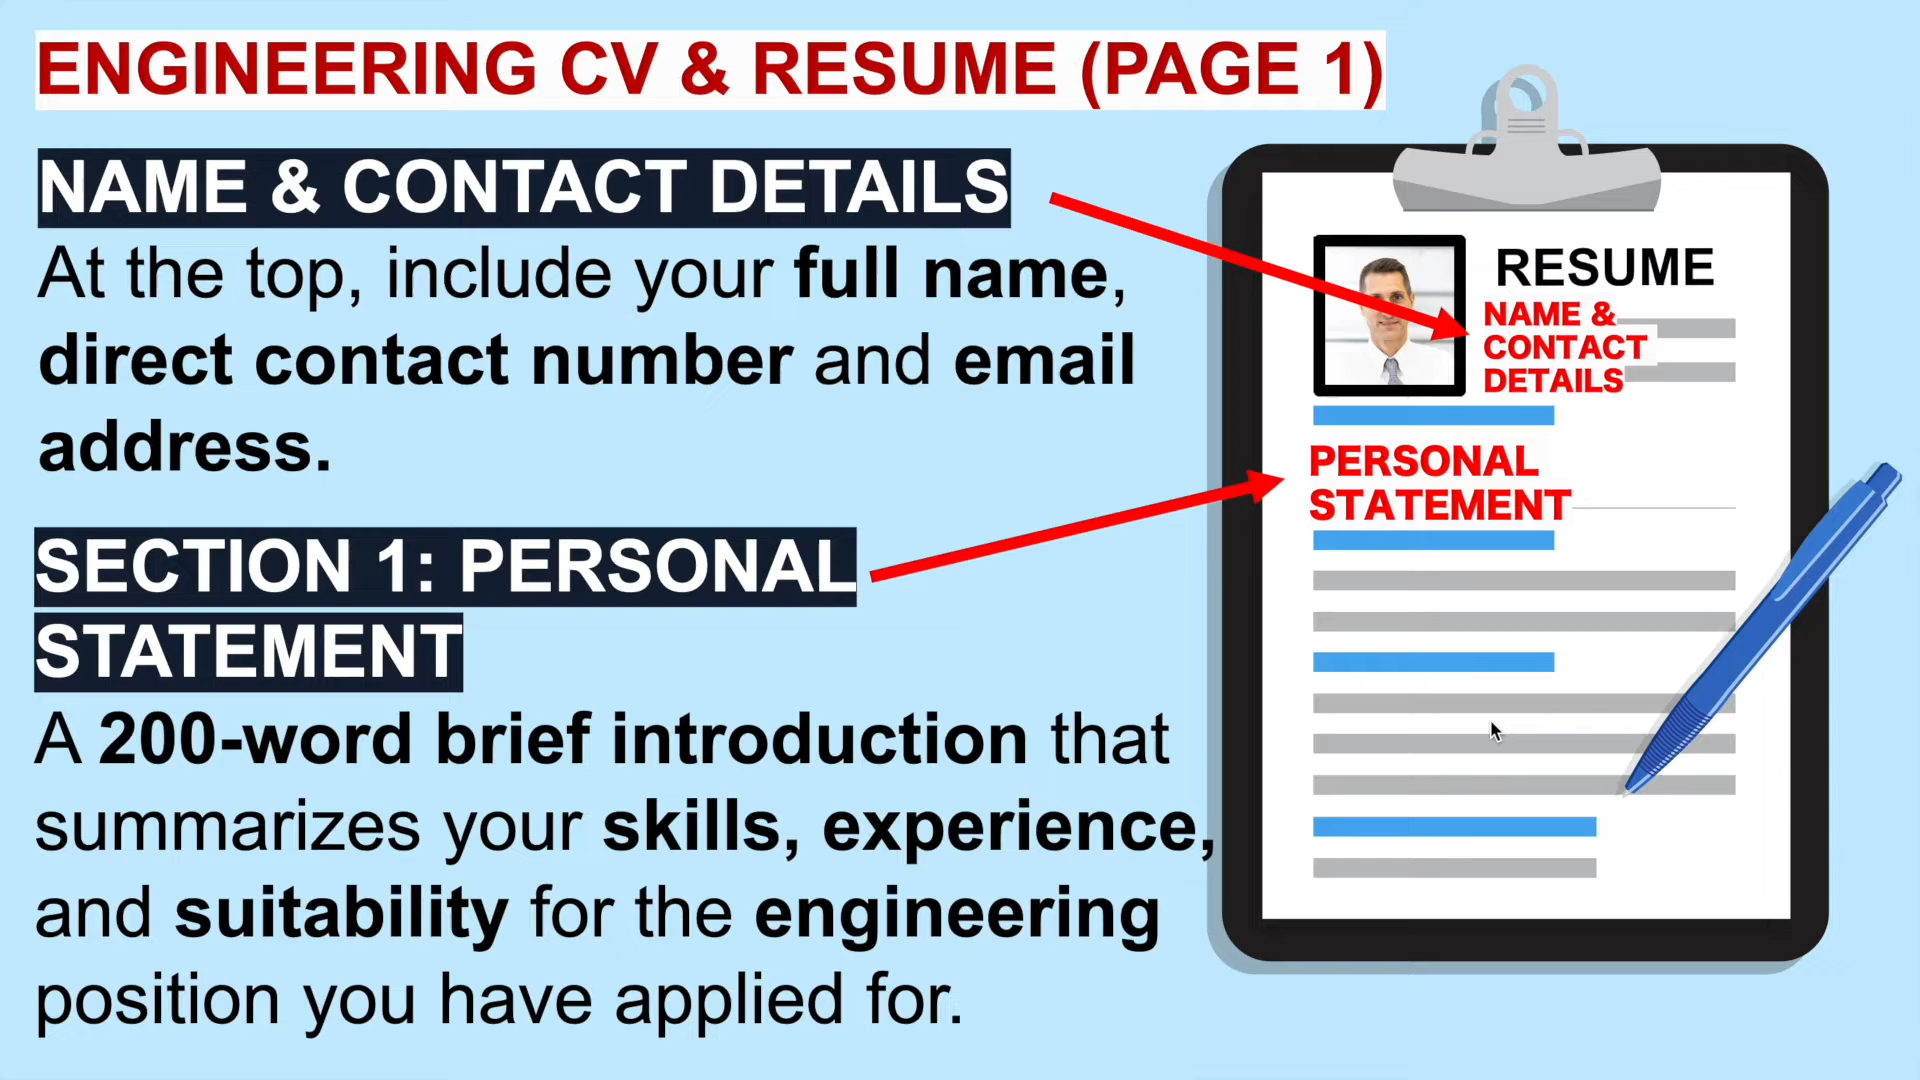 ENGINEERING CV & RESUME (PAGE 1)
NAME & CONTACT DETAILS
At the top, include your full name,
direct contact number and email
address.
SECTION 1: PERSONAL
STATEMENT
A 200-word brief introduction that
summarizes your skills, experience,
and suitability for the engineering
position you have applied for.
RESUME
NAME &
CONTACT
DETAILS
PERSONAL
STATEMENT